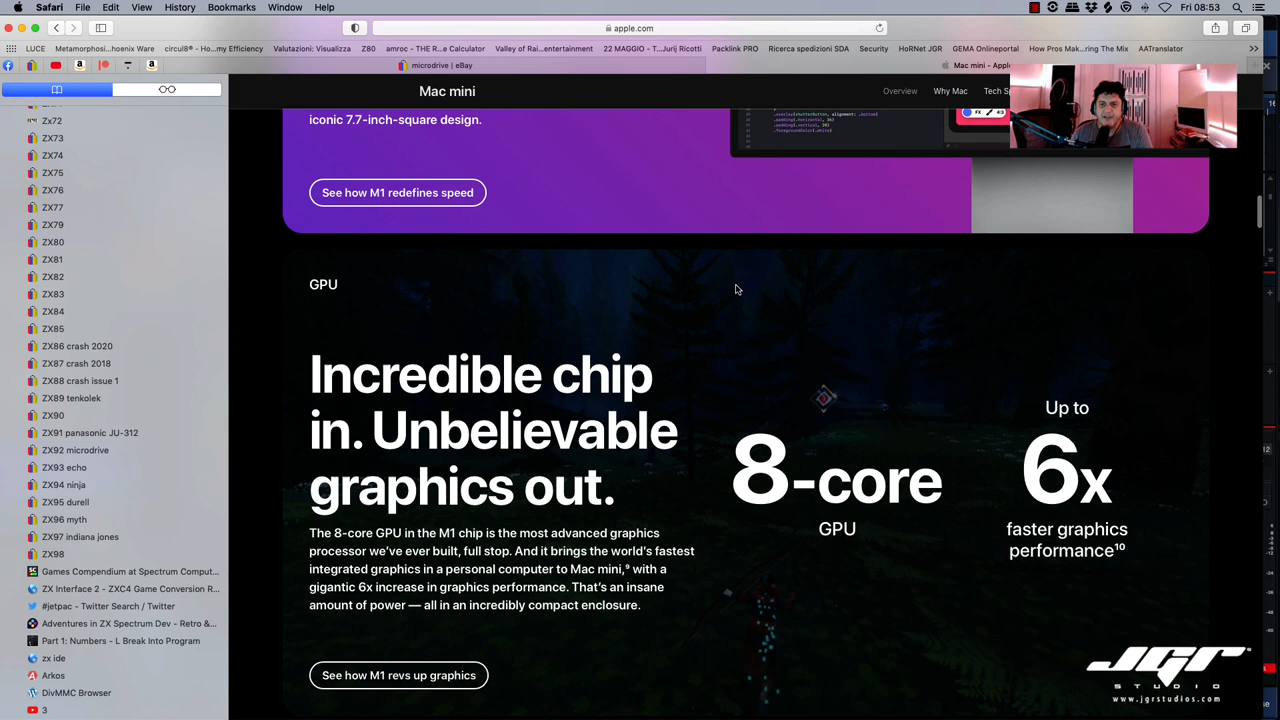 Safari File Edit View History Bookmarks Window Help
Fri 08:53
apple.com
LUCE Metamorphosi...hoenix Ware circul8® - Ho...my Efficiency Valutazioni: Visualizza Z80 amroc - THE R...e Calculator Valley of Rai...entertainment 22 MAGGIO - T...Jurij Ricotti Packlink PRO Ricerca spedizioni SDA Security HoRNet JGR GEMA Onlineportal How Pros Mak...ring The Mix AATranslator
microdrive | eBay
Mac mini - Apple
Mac mini
Overview Why Mac Tech Sp
Zx72
ZX73
ZX74
ZX75
ZX76
ZX77
ZX79
ZX80
ZX81
ZX82
ZX83
ZX84
ZX85
ZX86 crash 2020
ZX87 crash 2018
ZX88 crash issue 1
ZX89 tenkolek
ZX90
ZX91 panasonic JU-312
ZX92 microdrive
ZX93 echo
ZX94 ninja
ZX95 durell
ZX96 myth
ZX97 indiana jones
ZX98
Games Compendium at Spectrum Comput...
ZX Interface 2 - ZXC4 Game Conversion R...
#jetpac - Twitter Search / Twitter
Adventures in ZX Spectrum Dev - Retro &...
Part 1: Numbers - L Break Into Program
zx ide
Arkos
DivMMC Browser
3
iconic 7.7-inch-square design.
See how M1 redefines speed
GPU
Incredible chip
in. Unbelievable
graphics out.
The 8-core GPU in the M1 chip is the most advanced graphics
processor we've ever built, full stop. And it brings the world's fastest
integrated graphics in a personal computer to Mac mini,⁹ with a
gigantic 6x increase in graphics performance. That's an insane
amount of power — all in an incredibly compact enclosure.
See how M1 revs up graphics
8-core
GPU
Up to
6x
faster graphics
performance¹⁰
JGR
STUDIO
www.jgrstudios.com